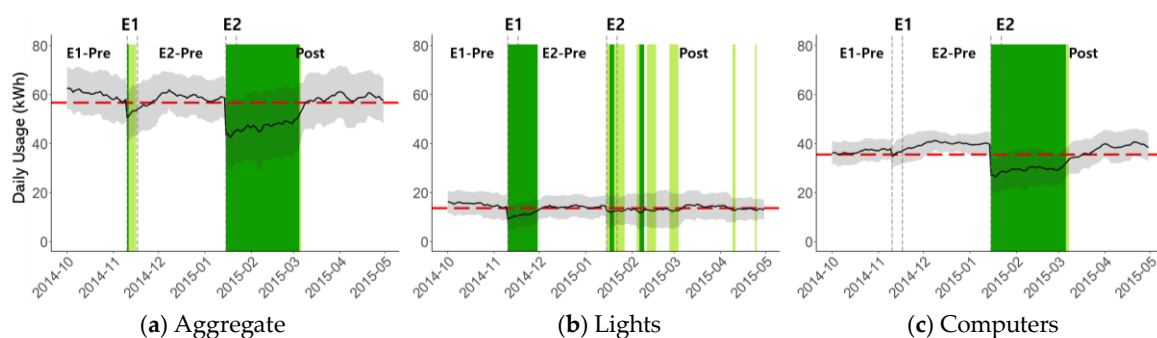 E1 E2
E1-Pre E2-Pre Post
Daily Usage (kWh)
80
60
40
20
0
2014-10 2014-11 2014-12 2015-01 2015-02 2015-03 2015-04 2015-05
(a) Aggregate
E1 E2
E1-Pre E2-Pre Post
80
60
40
20
0
2014-10 2014-11 2014-12 2015-01 2015-02 2015-03 2015-04 2015-05
(b) Lights
E1 E2
E2-Pre Post
E1-Pre
80
60
40
20
0
2014-10 2014-11 2014-12 2015-01 2015-02 2015-03 2015-04 2015-05
(c) Computers